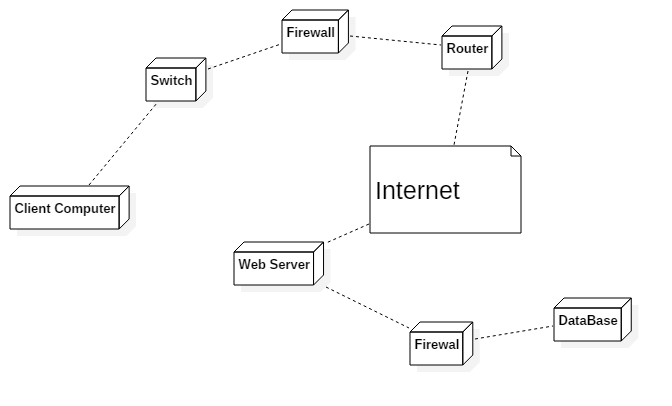 Firewall
Router
Switch
Internet
Client Computer
Web Server
DataBase
Firewal